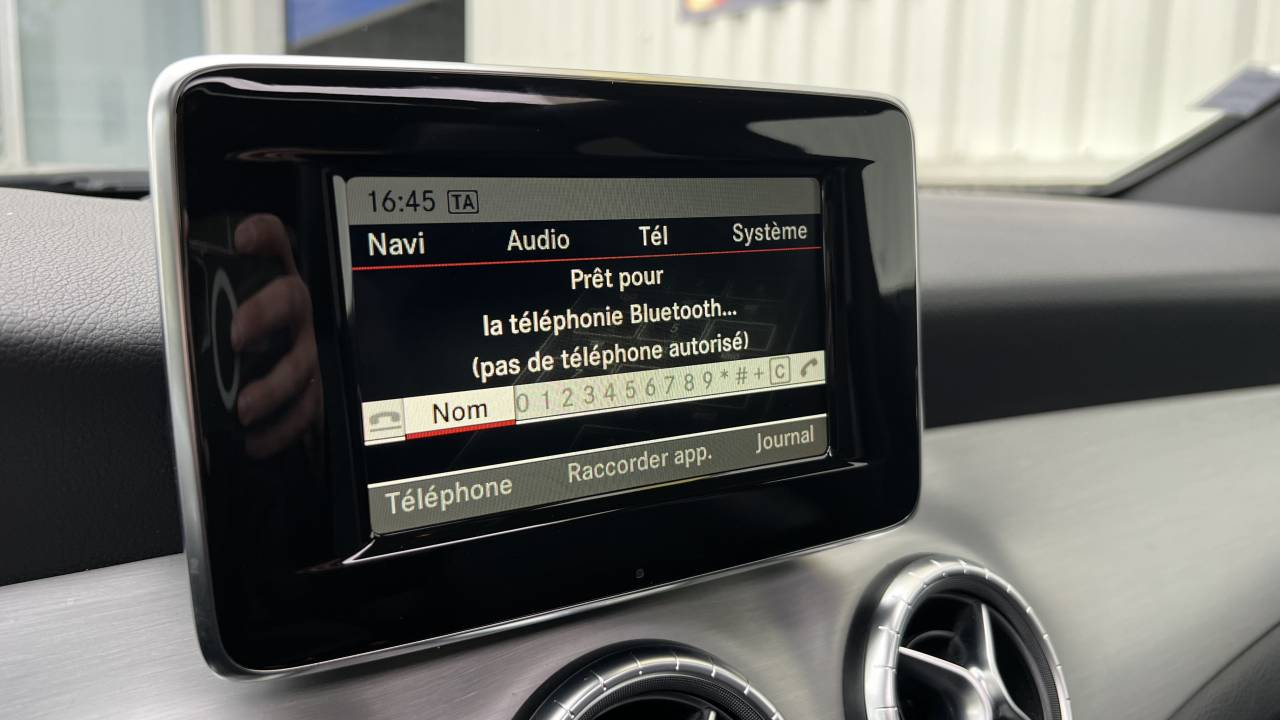 16:45 TA
Navi Audio Tél Système
Prêt pour
la téléphonie Bluetooth...
(pas de téléphone autorisé)
Nom 0 1 2 3 4 5 6 7 8 9 * # + C
Téléphone Raccorder app. Journal